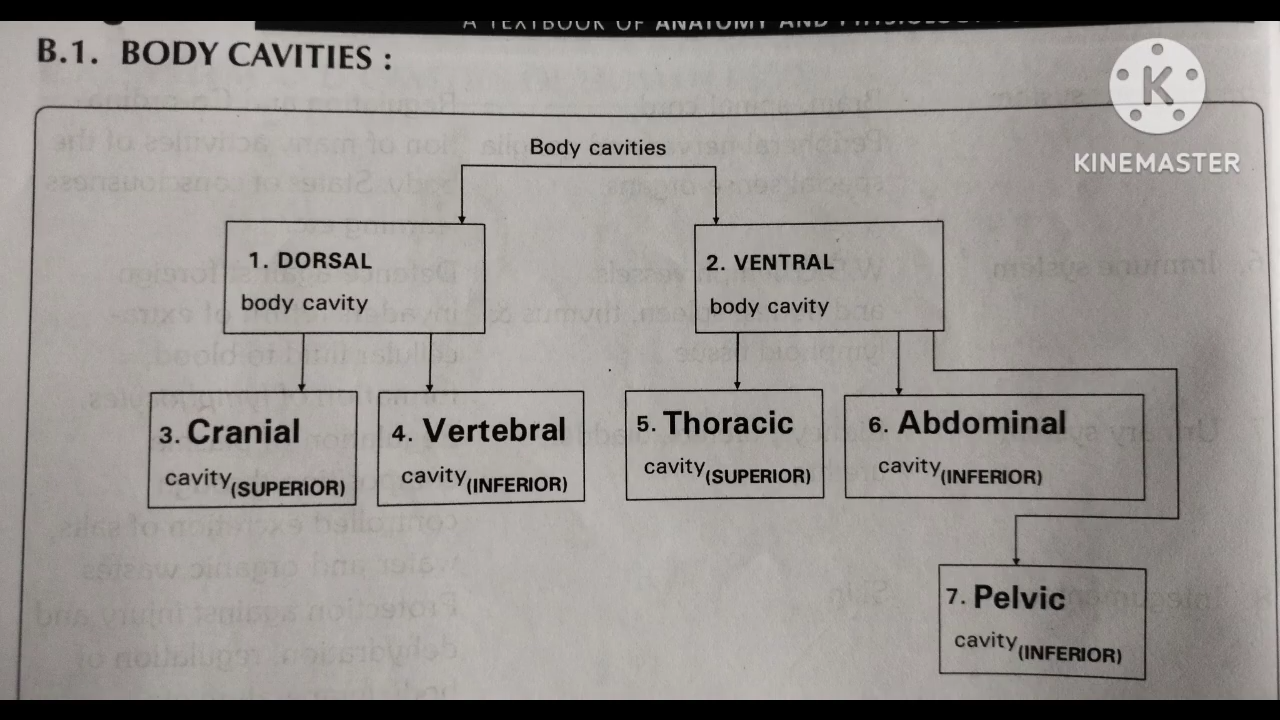 A TEXTBOOK OF ANATOMY AND PHYSIOLOGY
B.1. BODY CAVITIES :
K
KINEMASTER
Body cavities
1. DORSAL
body cavity
2. VENTRAL
body cavity
3. Cranial
cavity(SUPERIOR)
4. Vertebral
cavity(INFERIOR)
5. Thoracic
cavity(SUPERIOR)
6. Abdominal
cavity(INFERIOR)
7. Pelvic
cavity(INFERIOR)